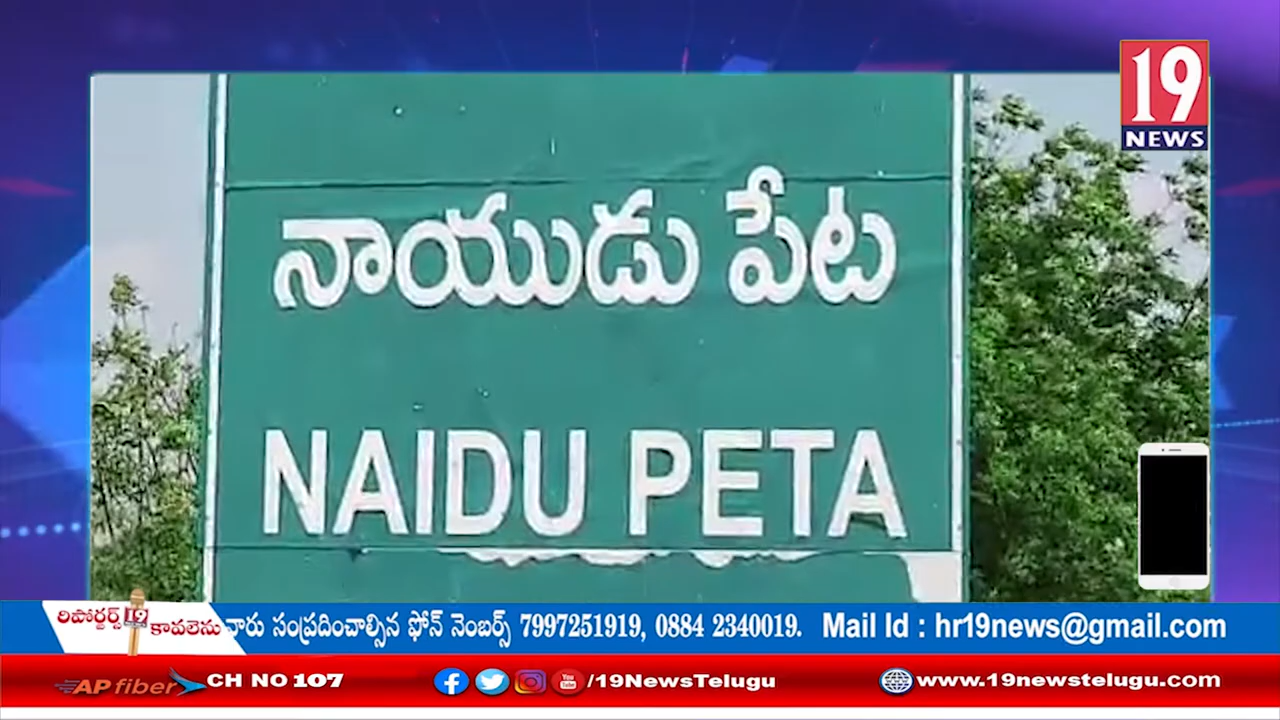 19
NEWS
నాయుడు పేట
NAIDU PETA
రిపోర్టర్స్ 19 కావలెను
వారు సంప్రదించాల్సిన ఫోన్ నెంబర్స్ 7997251919, 0884 2340019. Mail Id : hr19news@gmail.com
AP fiber CH NO 107
/19NewsTelugu
www.19newstelugu.com